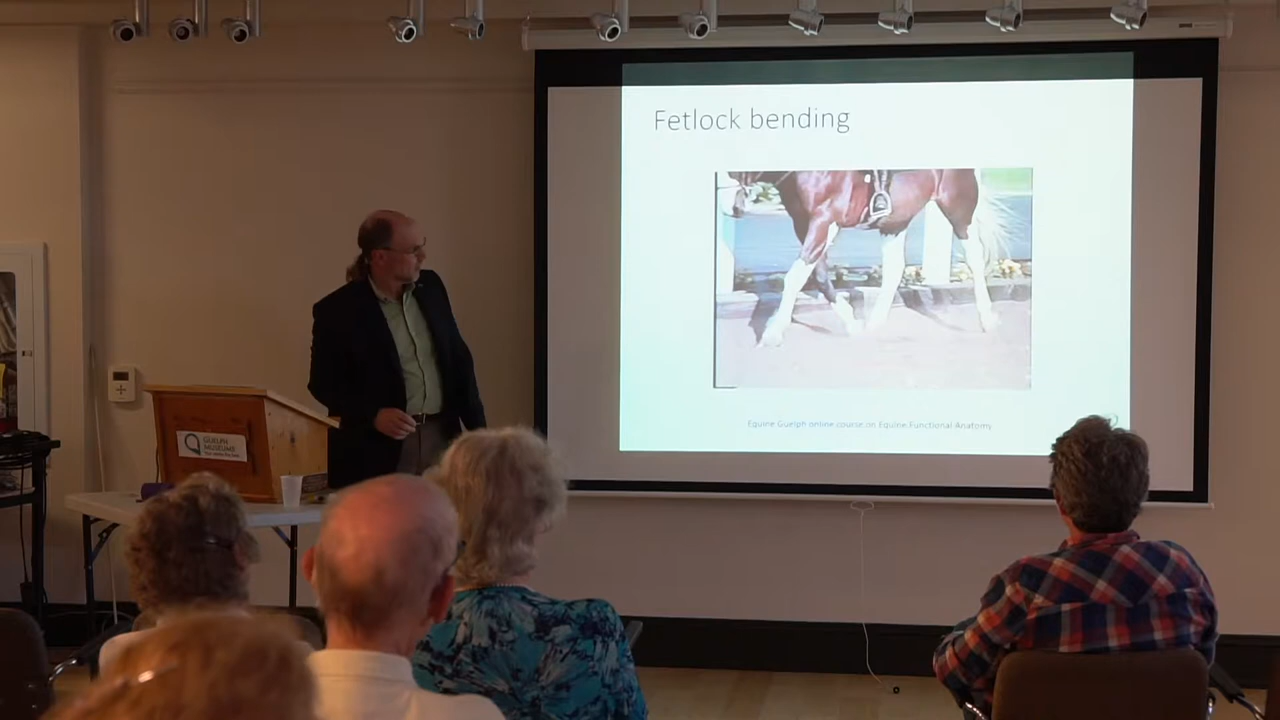 Fetlock bending
Equine Guelph online course on Equine Functional Anatomy
GUELPH
MUSEUMS